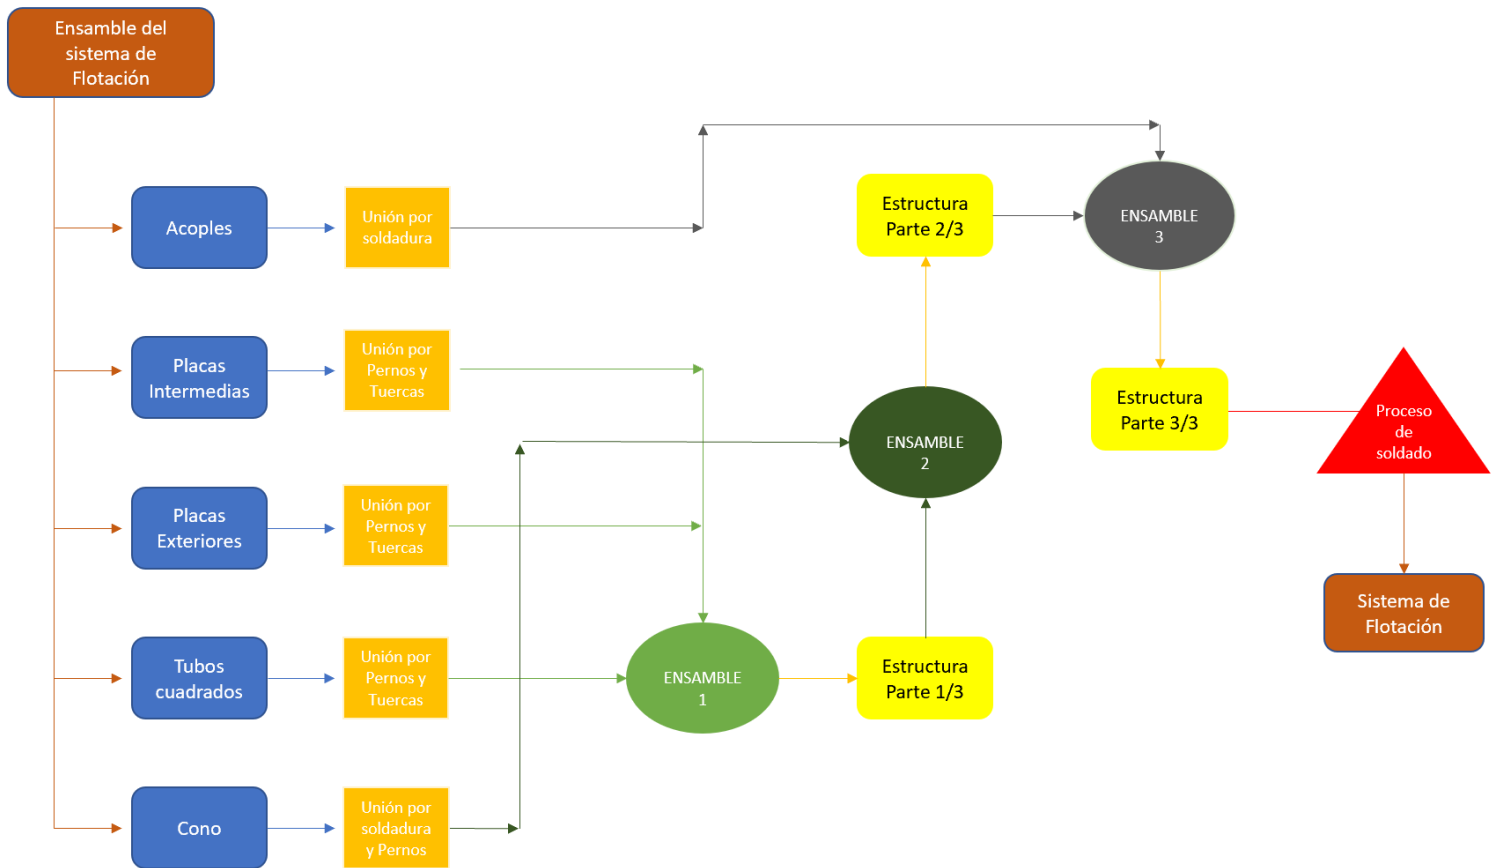 Ensamble del
sistema de
Flotación
Acoples
Unión por
soldadura
Estructura
Parte 2/3
ENSAMBLE
3
Placas
Intermedias
Unión por
Pernos y
Tuercas
Estructura
Parte 3/3
Proceso
de
soldado
ENSAMBLE
2
Placas
Exteriores
Unión por
Pernos y
Tuercas
Sistema de
Flotación
Tubos
cuadrados
Unión por
Pernos y
Tuercas
ENSAMBLE
1
Estructura
Parte 1/3
Cono
Unión por
soldadura
y Pernos